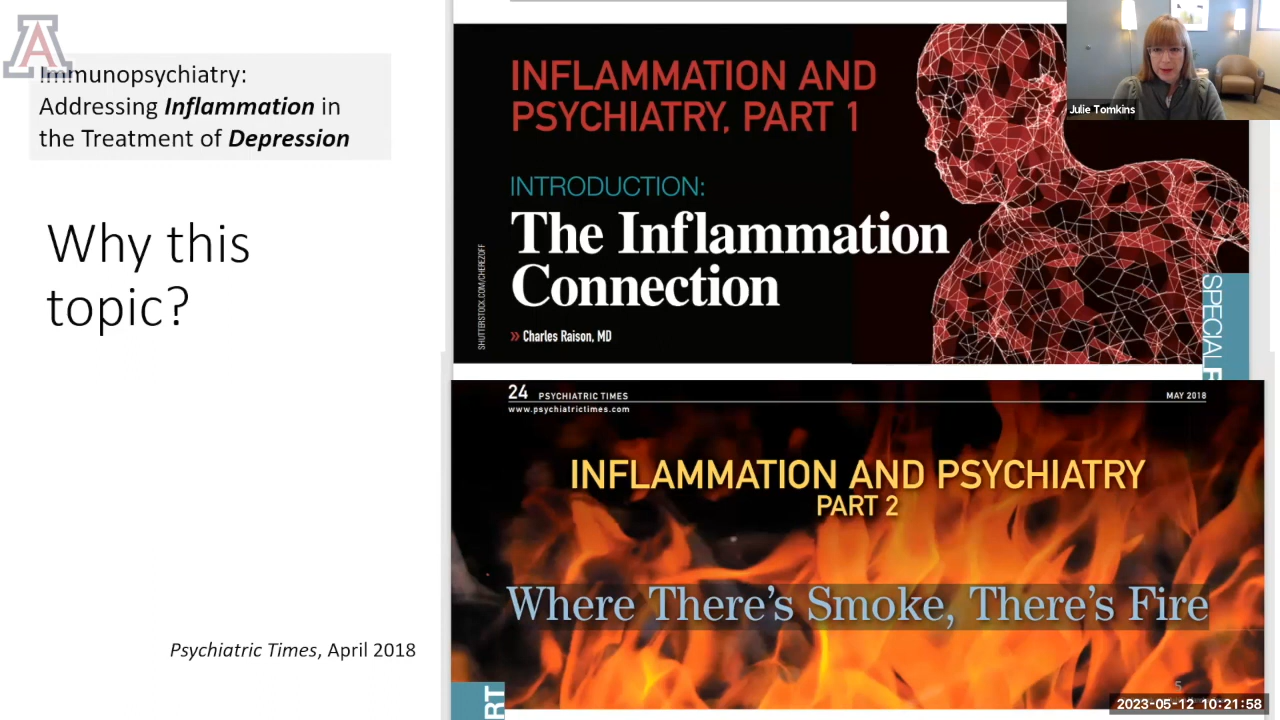 A
Immunopsychiatry:
Addressing Inflammation in
the Treatment of Depression
Why this
topic?
Psychiatric Times, April 2018
INFLAMMATION AND
PSYCHIATRY, PART 1
INTRODUCTION:
The Inflammation
Connection
» Charles Raison, MD
SHUTTERSTOCK.COM/CHEREZOFF
SPECIAL
Julie Tomkins
24 PSYCHIATRIC TIMES
MAY 2018
www.psychiatrictimes.com
INFLAMMATION AND PSYCHIATRY
PART 2
Where There's Smoke, There's Fire
RT
5
2023-05-12 10:21:58